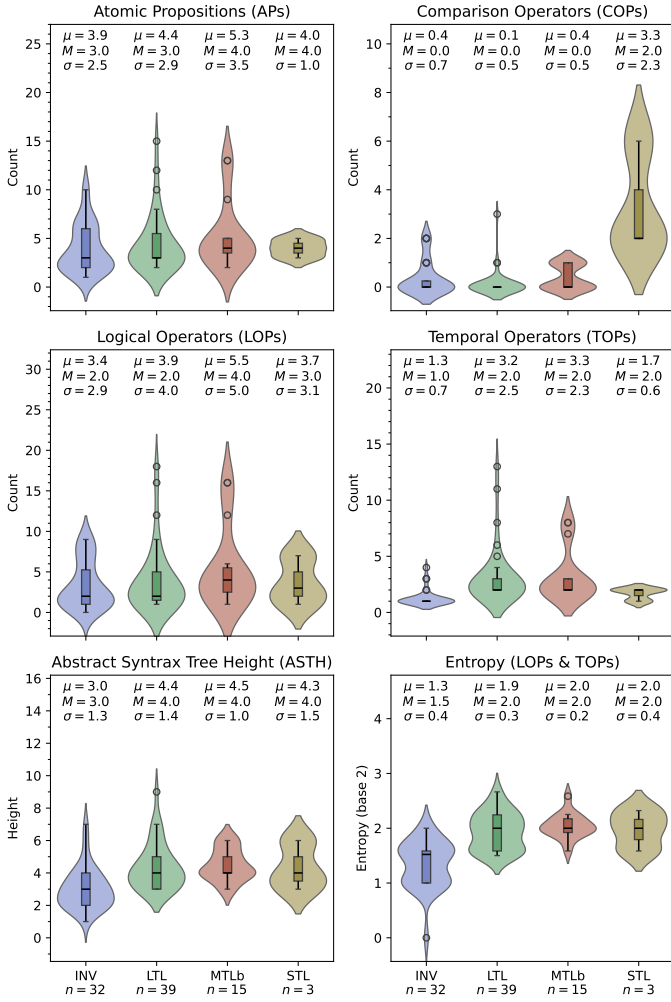 Atomic Propositions (APs)
μ = 3.9 μ = 4.4 μ = 5.3 μ = 4.0
M = 3.0 M = 3.0 M = 4.0 M = 4.0
σ = 2.5 σ = 2.9 σ = 3.5 σ = 1.0
25
20
15
10
5
0
Count
Comparison Operators (COPs)
μ = 0.4 μ = 0.1 μ = 0.4 μ = 3.3
M = 0.0 M = 0.0 M = 0.0 M = 2.0
σ = 0.7 σ = 0.5 σ = 0.5 σ = 2.3
10
8
6
4
2
0
Count
Logical Operators (LOPs)
μ = 3.4 μ = 3.9 μ = 5.5 μ = 3.7
M = 2.0 M = 2.0 M = 4.0 M = 3.0
σ = 2.9 σ = 4.0 σ = 5.0 σ = 3.1
30
25
20
15
10
5
0
Count
Temporal Operators (TOPs)
μ = 1.3 μ = 3.2 μ = 3.3 μ = 1.7
M = 1.0 M = 2.0 M = 2.0 M = 2.0
σ = 0.7 σ = 2.5 σ = 2.3 σ = 0.6
20
15
10
5
0
Count
Abstract Syntrax Tree Height (ASTH)
μ = 3.0 μ = 4.4 μ = 4.5 μ = 4.3
M = 3.0 M = 4.0 M = 4.0 M = 4.0
σ = 1.3 σ = 1.4 σ = 1.0 σ = 1.5
16
14
12
10
8
6
4
2
0
Height
INV LTL MTLb STL
n = 32 n = 39 n = 15 n = 3
Entropy (LOPs & TOPs)
μ = 1.3 μ = 1.9 μ = 2.0 μ = 2.0
M = 1.5 M = 2.0 M = 2.0 M = 2.0
σ = 0.4 σ = 0.3 σ = 0.2 σ = 0.4
4
3
2
1
0
Entropy (base 2)
INV LTL MTLb STL
n = 32 n = 39 n = 15 n = 3